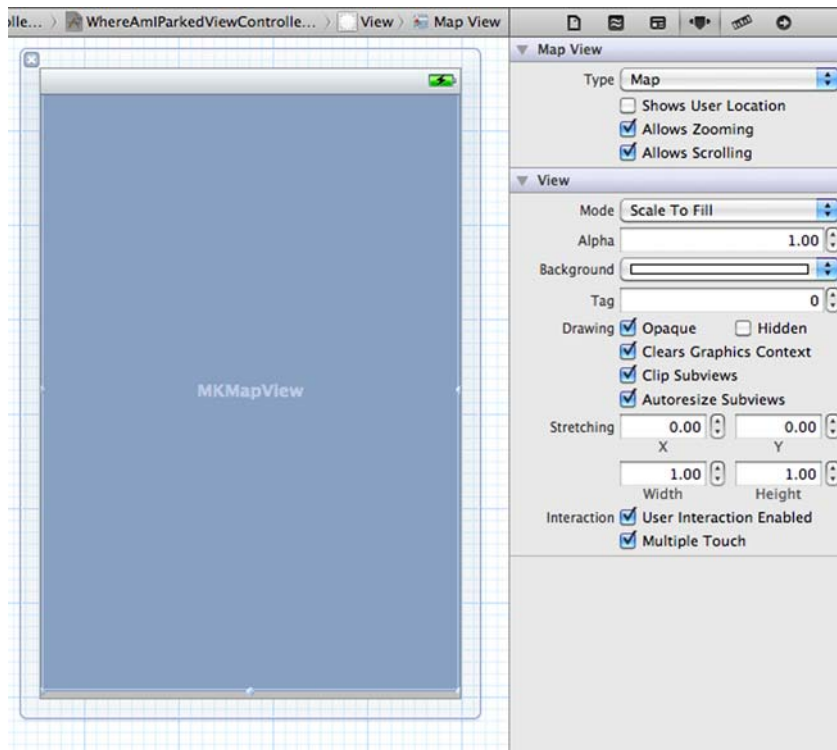 lle... WhereAmIParkedViewControlle... View Map View
Map View
Type Map
Shows User Location
Allows Zooming
Allows Scrolling
View
Mode Scale To Fill
Alpha 1.00
Background
Tag 0
Drawing Opaque Hidden
Clears Graphics Context
Clip Subviews
Autoresize Subviews
Stretching 0.00 0.00
X Y
1.00 1.00
Width Height
Interaction User Interaction Enabled
Multiple Touch
MKMapView